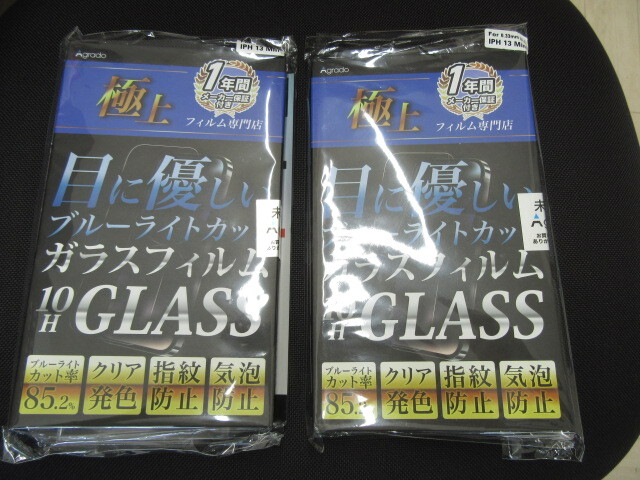 Agrado
IPH 13 Mini
1年間
メーカー保証
付き
極上
フィルム専門店
目に優しい
ブルーライトカット
ガラスフィルム
10
H
GLASS
ブルーライト
カット率
85.2%
クリア
発色
指紋
防止
気泡
防止
Agrado
For 0.33mm
IPH 13 Mini
1年間
メーカー保証
付き
極上
フィルム専門店
目に優しい
ブルーライトカット
ガラスフィルム
H
GLASS
ブルーライト
カット率
85.
クリア
発色
指紋
防止
気泡
防止